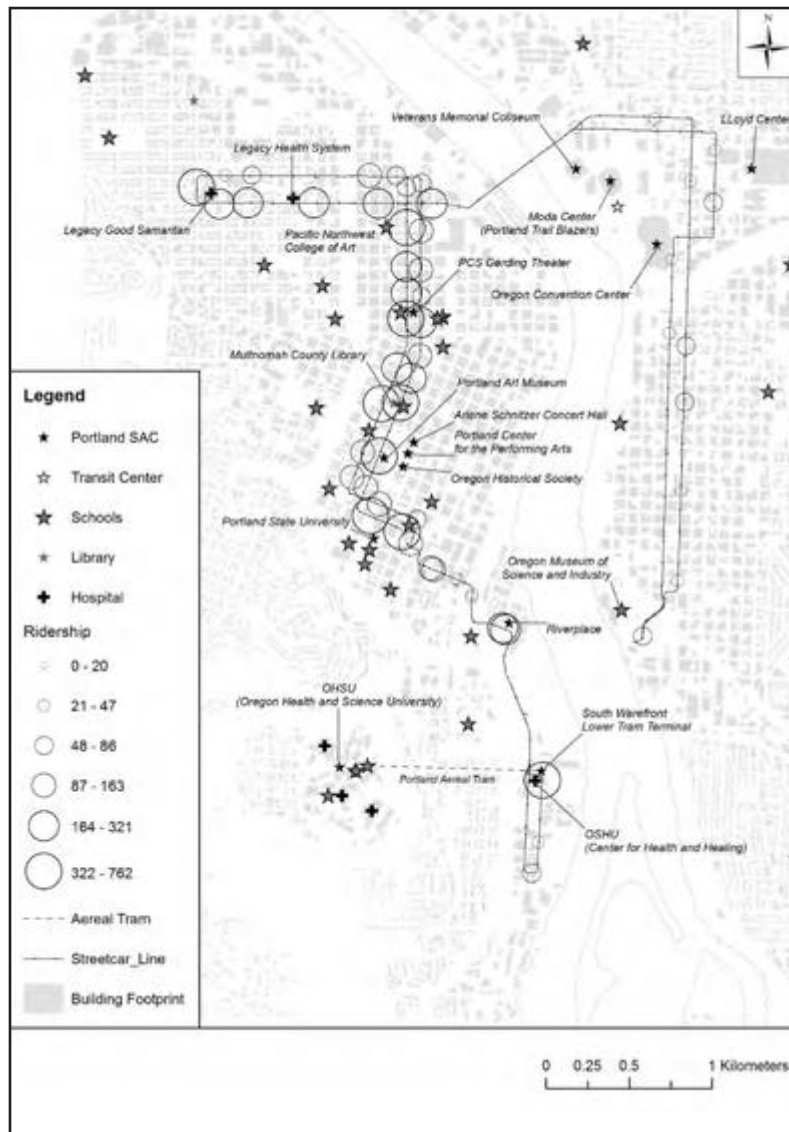 N
Veterans Memorial Coliseum
LLoyd Center
Legacy Health System
Moda Center
(Portland Trail Blazers)
Legacy Good Samaritan
Pacific Northwest
College of Art
PCS Gerding Theater
Oregon Convention Center
Multnomah County Library
Portland Art Museum
Arlene Schnitzer Concert Hall
Portland Center
for the Performing Arts
Oregon Historical Society
Portland State University
Oregon Museum of
Science and Industry
Riverplace
OHSU
(Oregon Health and Science University)
South Warefront
Lower Tram Terminal
Portland Aereal Tram
OSHU
(Center for Health and Healing)
Legend
Portland SAC
Transit Center
Schools
Library
Hospital
Ridership
0 - 20
21 - 47
48 - 86
87 - 163
164 - 321
322 - 762
Aereal Tram
Streetcar_Line
Building Footprint
0 0.25 0.5 1 Kilometers